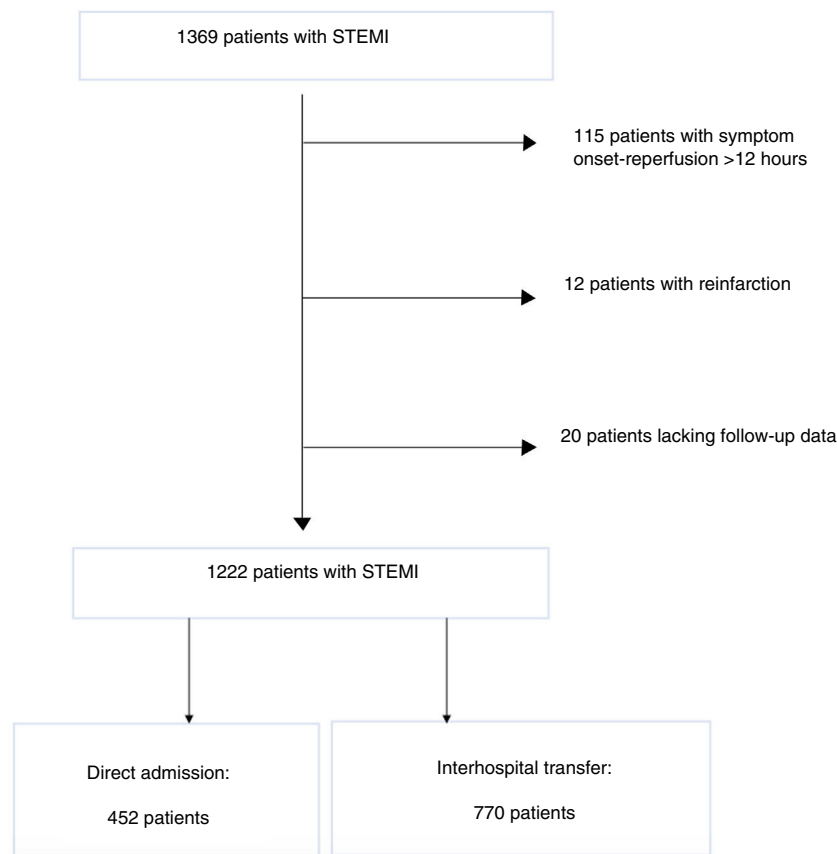 1369 patients with STEMI
115 patients with symptom
onset-reperfusion >12 hours
12 patients with reinfarction
20 patients lacking follow-up data
1222 patients with STEMI
Direct admission:
452 patients
Interhospital transfer:
770 patients